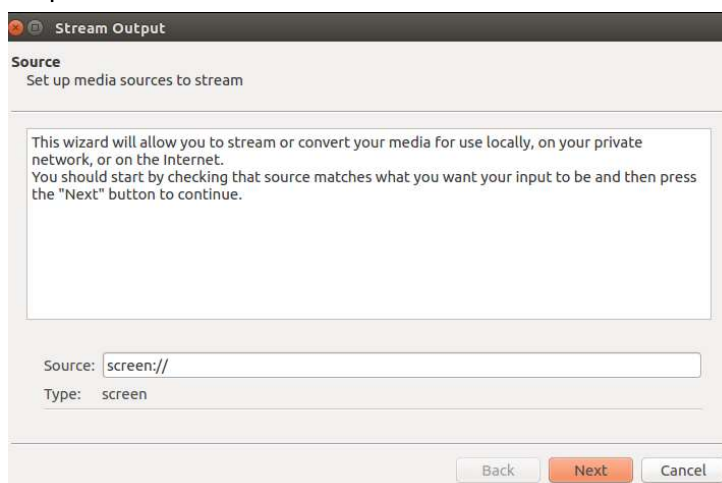 Stream Output
Source
Set up media sources to stream
This wizard will allow you to stream or convert your media for use locally, on your private
network, or on the Internet.
You should start by checking that source matches what you want your input to be and then press
the "Next" button to continue.
Source: screen://
Type: screen
Back Next Cancel